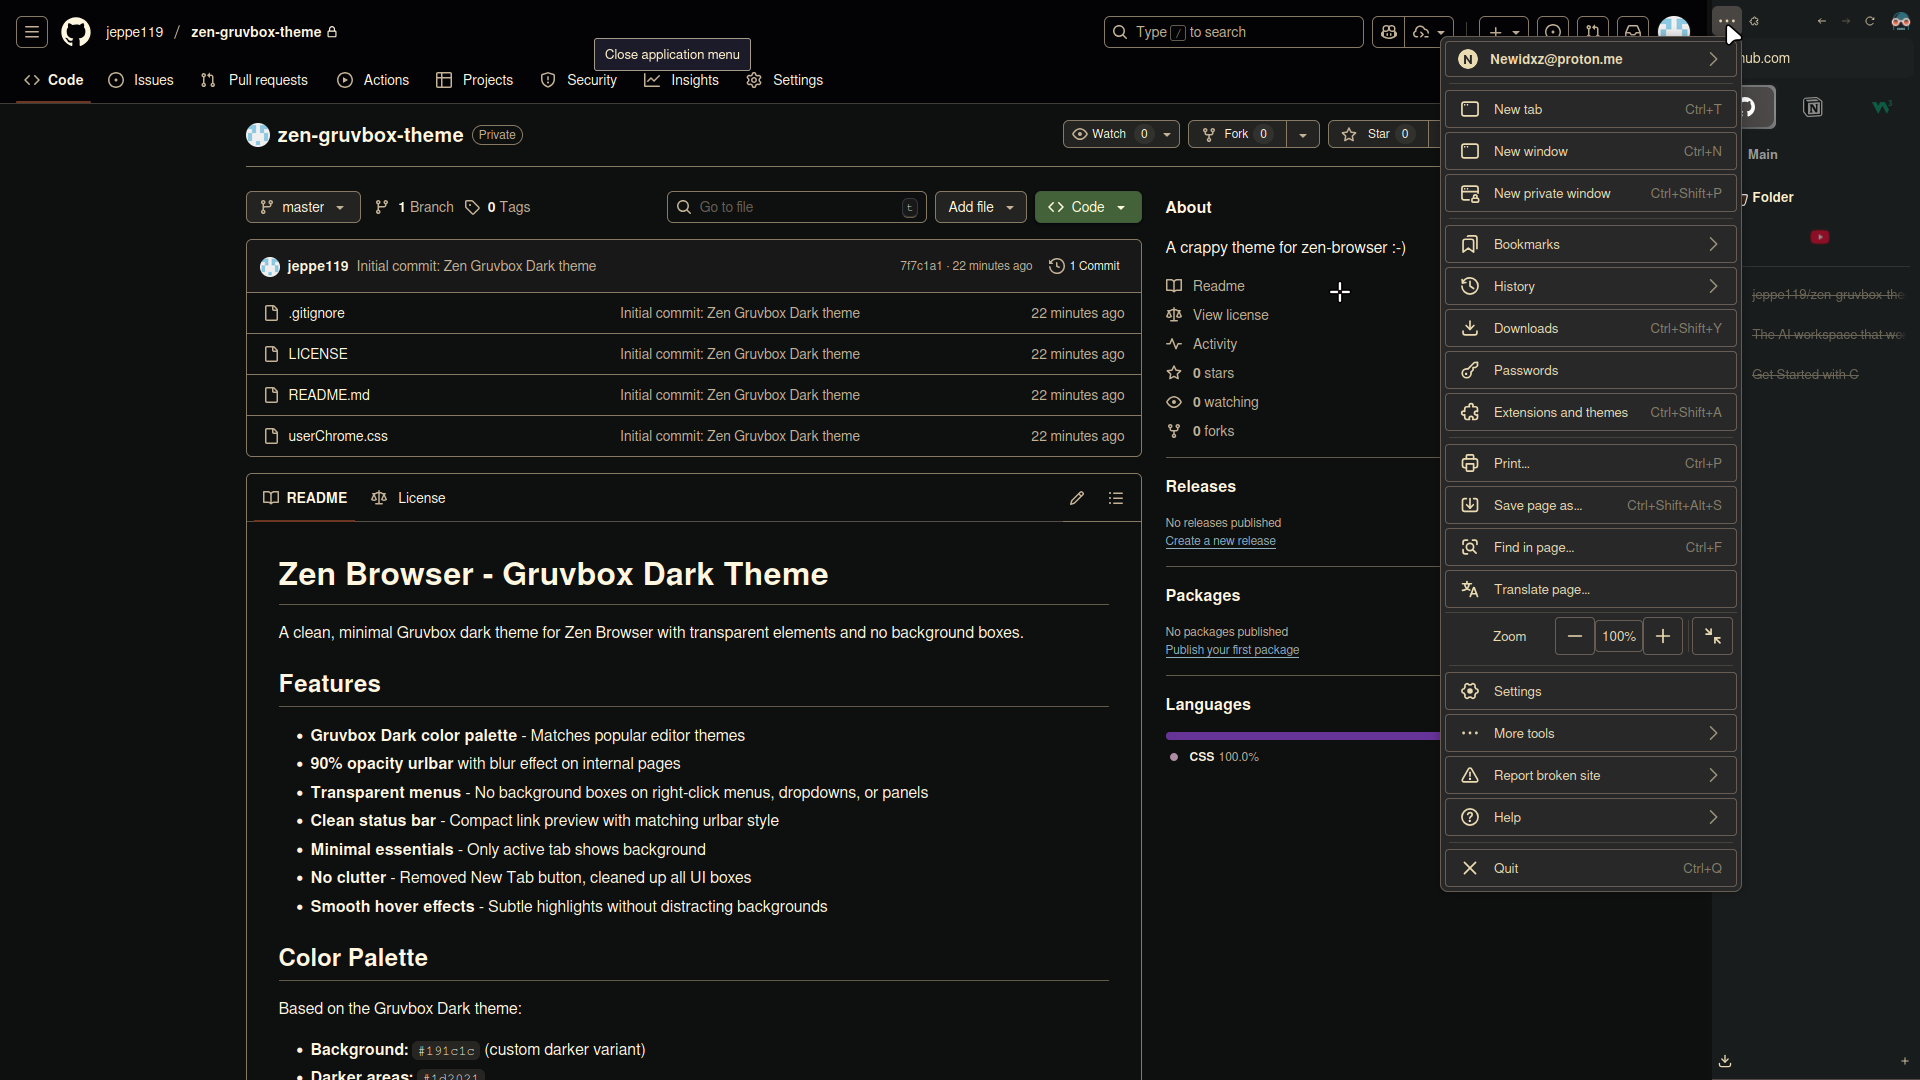 jeppe119 / zen-gruvbox-theme
Close application menu
Type / to search
Code
Issues
Pull requests
Actions
Projects
Security
Insights
Settings
zen-gruvbox-theme Private
Watch 0
Fork 0
Star 0
master
1 Branch
0 Tags
Go to file t
Add file
Code
jeppe119 Initial commit: Zen Gruvbox Dark theme 7f7c1a1 · 22 minutes ago 1 Commit
.gitignore Initial commit: Zen Gruvbox Dark theme 22 minutes ago
LICENSE Initial commit: Zen Gruvbox Dark theme 22 minutes ago
README.md Initial commit: Zen Gruvbox Dark theme 22 minutes ago
userChrome.css Initial commit: Zen Gruvbox Dark theme 22 minutes ago
README
License
Zen Browser - Gruvbox Dark Theme
A clean, minimal Gruvbox dark theme for Zen Browser with transparent elements and no background boxes.
Features
• Gruvbox Dark color palette - Matches popular editor themes
• 90% opacity urlbar with blur effect on internal pages
• Transparent menus - No background boxes on right-click menus, dropdowns, or panels
• Clean status bar - Compact link preview with matching urlbar style
• Minimal essentials - Only active tab shows background
• No clutter - Removed New Tab button, cleaned up all UI boxes
• Smooth hover effects - Subtle highlights without distracting backgrounds
Color Palette
Based on the Gruvbox Dark theme:
• Background: #191c1c (custom darker variant)
• Darker areas: #1d2021
About
A crappy theme for zen-browser :-)
Readme
View license
Activity
0 stars
0 watching
0 forks
Releases
No releases published
Create a new release
Packages
No packages published
Publish your first package
Languages
CSS 100.0%
N Newidxz@proton.me
New tab Ctrl+T
New window Ctrl+N
New private window Ctrl+Shift+P
Bookmarks
History
Downloads Ctrl+Shift+Y
Passwords
Extensions and themes Ctrl+Shift+A
Print... Ctrl+P
Save page as... Ctrl+Shift+Alt+S
Find in page... Ctrl+F
Translate page...
Zoom 100%
Settings
More tools
Report broken site
Help
Quit Ctrl+Q
hub.com
Main
Folder
jeppe119/zen-gruvbox-the
The AI workspace that wo
Get Started with C